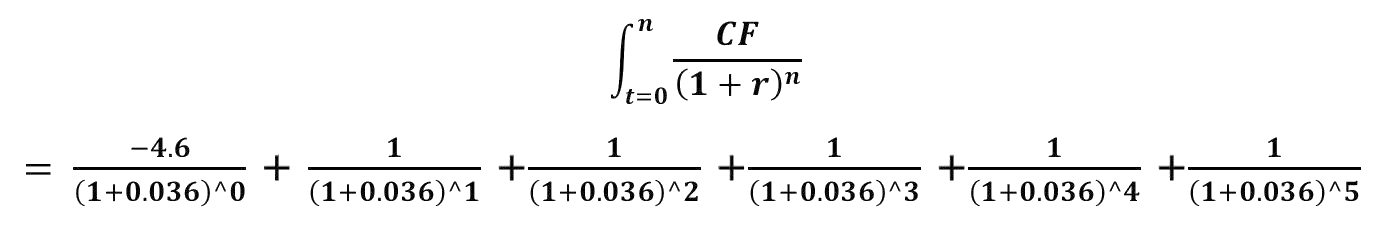 ∫_{t=0}^{n} CF/(1 + r)^n
= −4.6/(1+0.036)^0 + 1/(1+0.036)^1 + 1/(1+0.036)^2 + 1/(1+0.036)^3 + 1/(1+0.036)^4 + 1/(1+0.036)^5